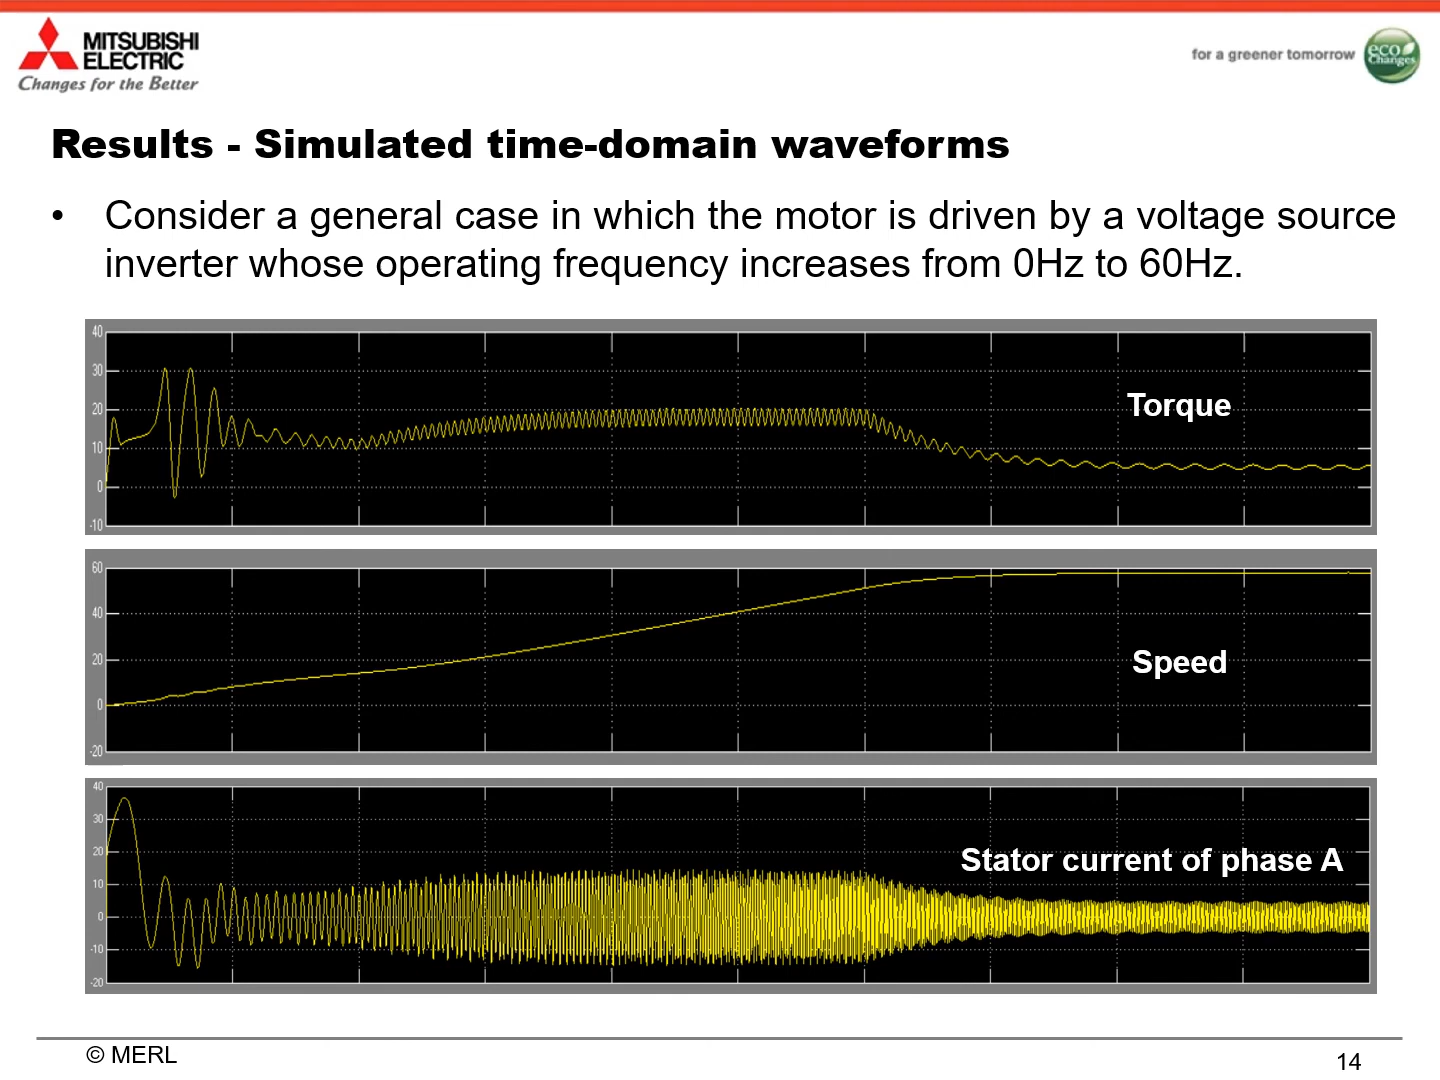 MITSUBISHI
ELECTRIC
Changes for the Better
for a greener tomorrow
eco
Changes
Results - Simulated time-domain waveforms
• Consider a general case in which the motor is driven by a voltage source
inverter whose operating frequency increases from 0Hz to 60Hz.
40
30
20
10
0
-10
Torque
60
40
20
0
-20
Speed
40
30
20
10
0
-10
-20
Stator current of phase A
© MERL
14